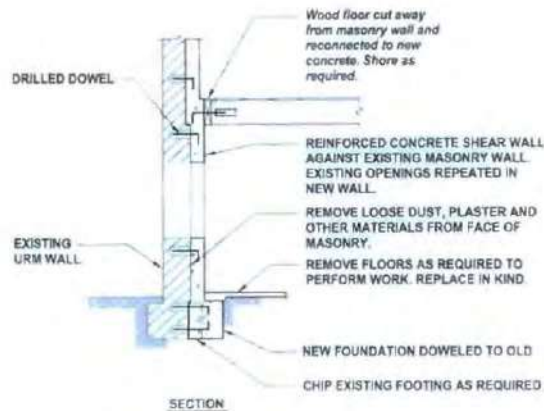 Wood floor cut away
from masonry wall and
reconnected to new
concrete. Shore as
required.
DRILLED DOWEL
REINFORCED CONCRETE SHEAR WALL
AGAINST EXISTING MASONRY WALL.
EXISTING OPENINGS REPEATED IN
NEW WALL.
REMOVE LOOSE DUST, PLASTER AND
OTHER MATERIALS FROM FACE OF
MASONRY.
EXISTING
URM WALL
REMOVE FLOORS AS REQUIRED TO
PERFORM WORK. REPLACE IN KIND.
NEW FOUNDATION DOWELED TO OLD
CHIP EXISTING FOOTING AS REQUIRED
SECTION